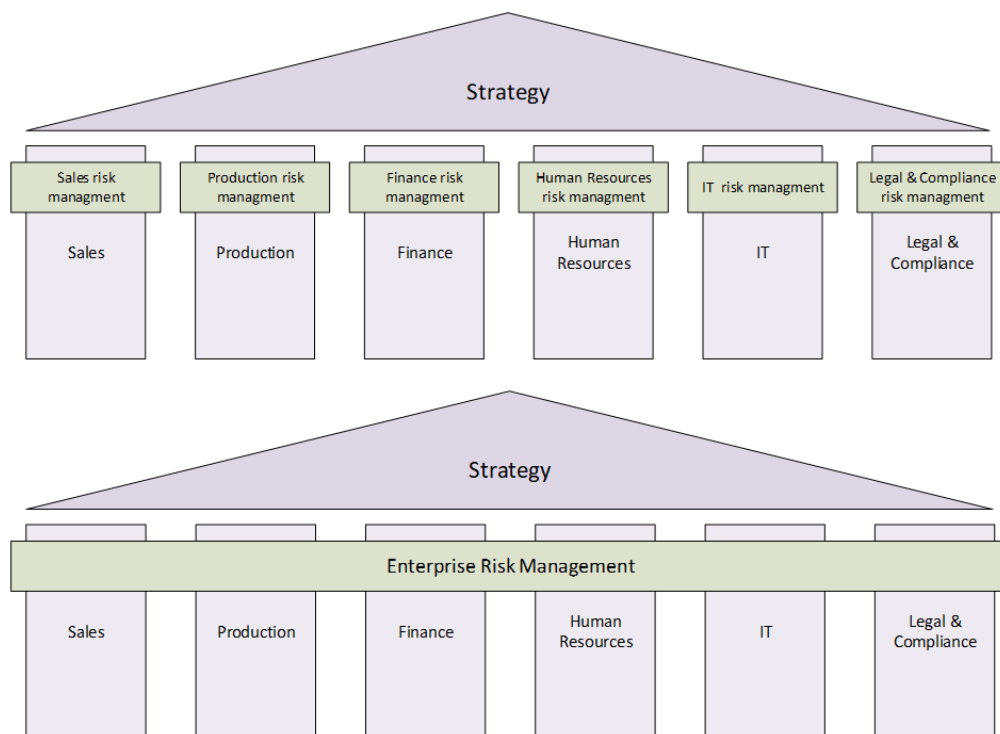 Strategy
Sales risk
managment
Production risk
managment
Finance risk
managment
Human Resources
risk managment
IT risk managment
Legal & Compliance
risk managment
Sales
Production
Finance
Human
Resources
IT
Legal &
Compliance
Strategy
Enterprise Risk Management
Sales
Production
Finance
Human
Resources
IT
Legal &
Compliance